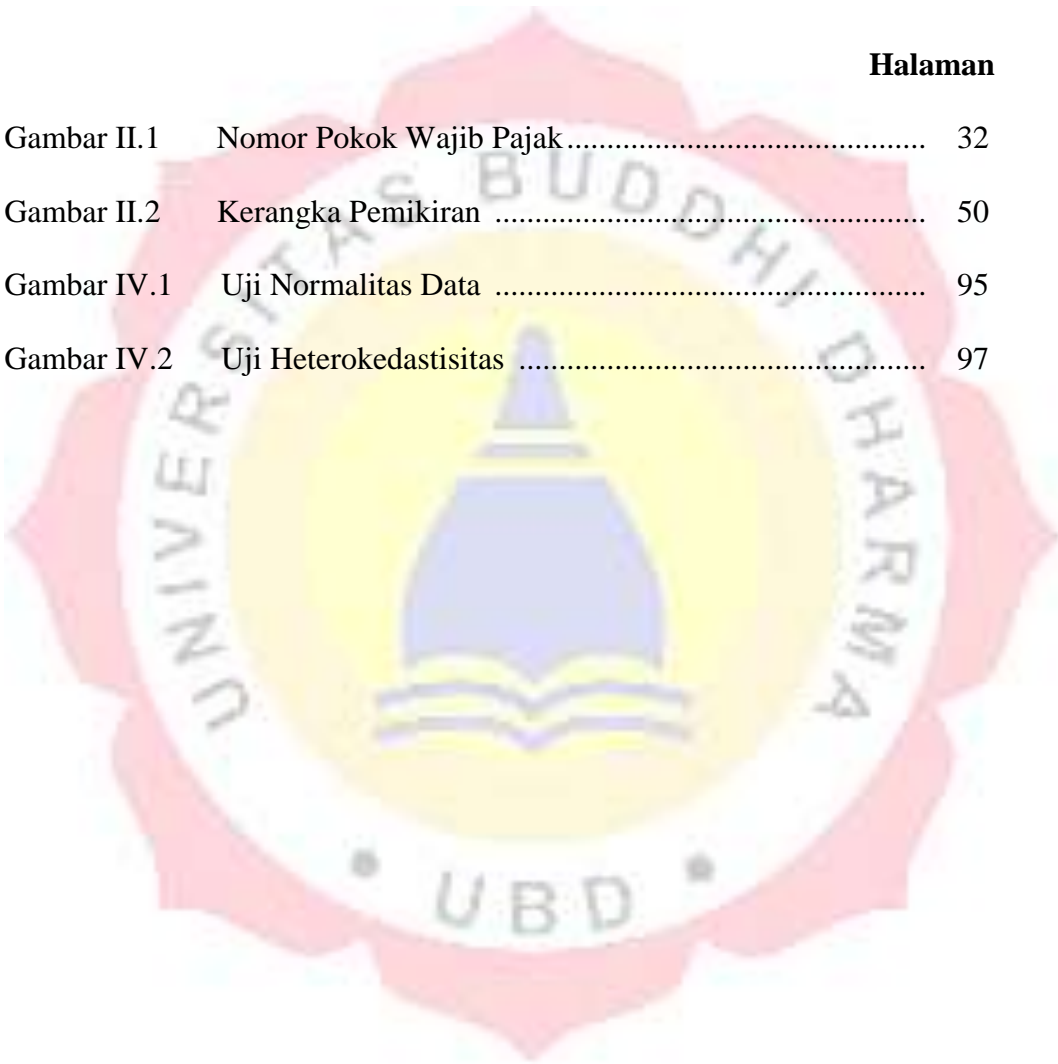 Halaman
Gambar II.1 Nomor Pokok Wajib Pajak............................................. 32
Gambar II.2 Kerangka Pemikiran ...................................................... 50
Gambar IV.1 Uji Normalitas Data ...................................................... 95
Gambar IV.2 Uji Heterokedastisitas ................................................... 97
UNIVERSITAS BUDDHI DHARMA
• UBD •